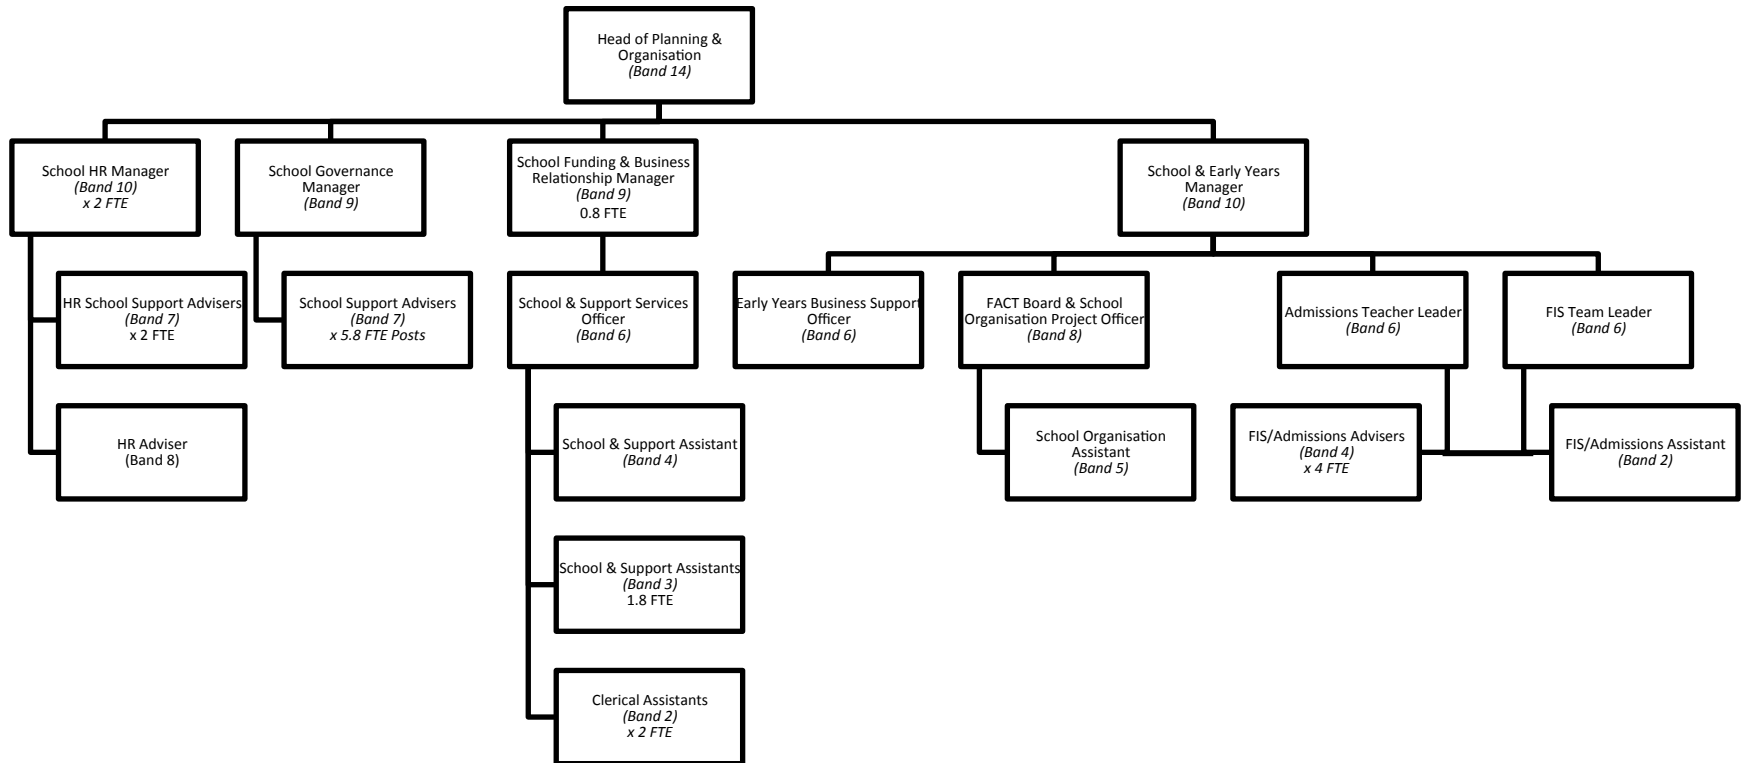 Head of Planning &
Organisation
(Band 14)
School HR Manager
(Band 10)
x 2 FTE
School Governance
Manager
(Band 9)
School Funding & Business
Relationship Manager
(Band 9)
0.8 FTE
School & Early Years
Manager
(Band 10)
HR School Support Advisers
(Band 7)
x 2 FTE
School Support Advisers
(Band 7)
x 5.8 FTE Posts
School & Support Services
Officer
(Band 6)
Early Years Business Support
Officer
(Band 6)
FACT Board & School
Organisation Project Officer
(Band 8)
Admissions Teacher Leader
(Band 6)
FIS Team Leader
(Band 6)
HR Adviser
(Band 8)
School & Support Assistant
(Band 4)
School Organisation
Assistant
(Band 5)
FIS/Admissions Advisers
(Band 4)
x 4 FTE
FIS/Admissions Assistant
(Band 2)
School & Support Assistants
(Band 3)
1.8 FTE
Clerical Assistants
(Band 2)
x 2 FTE